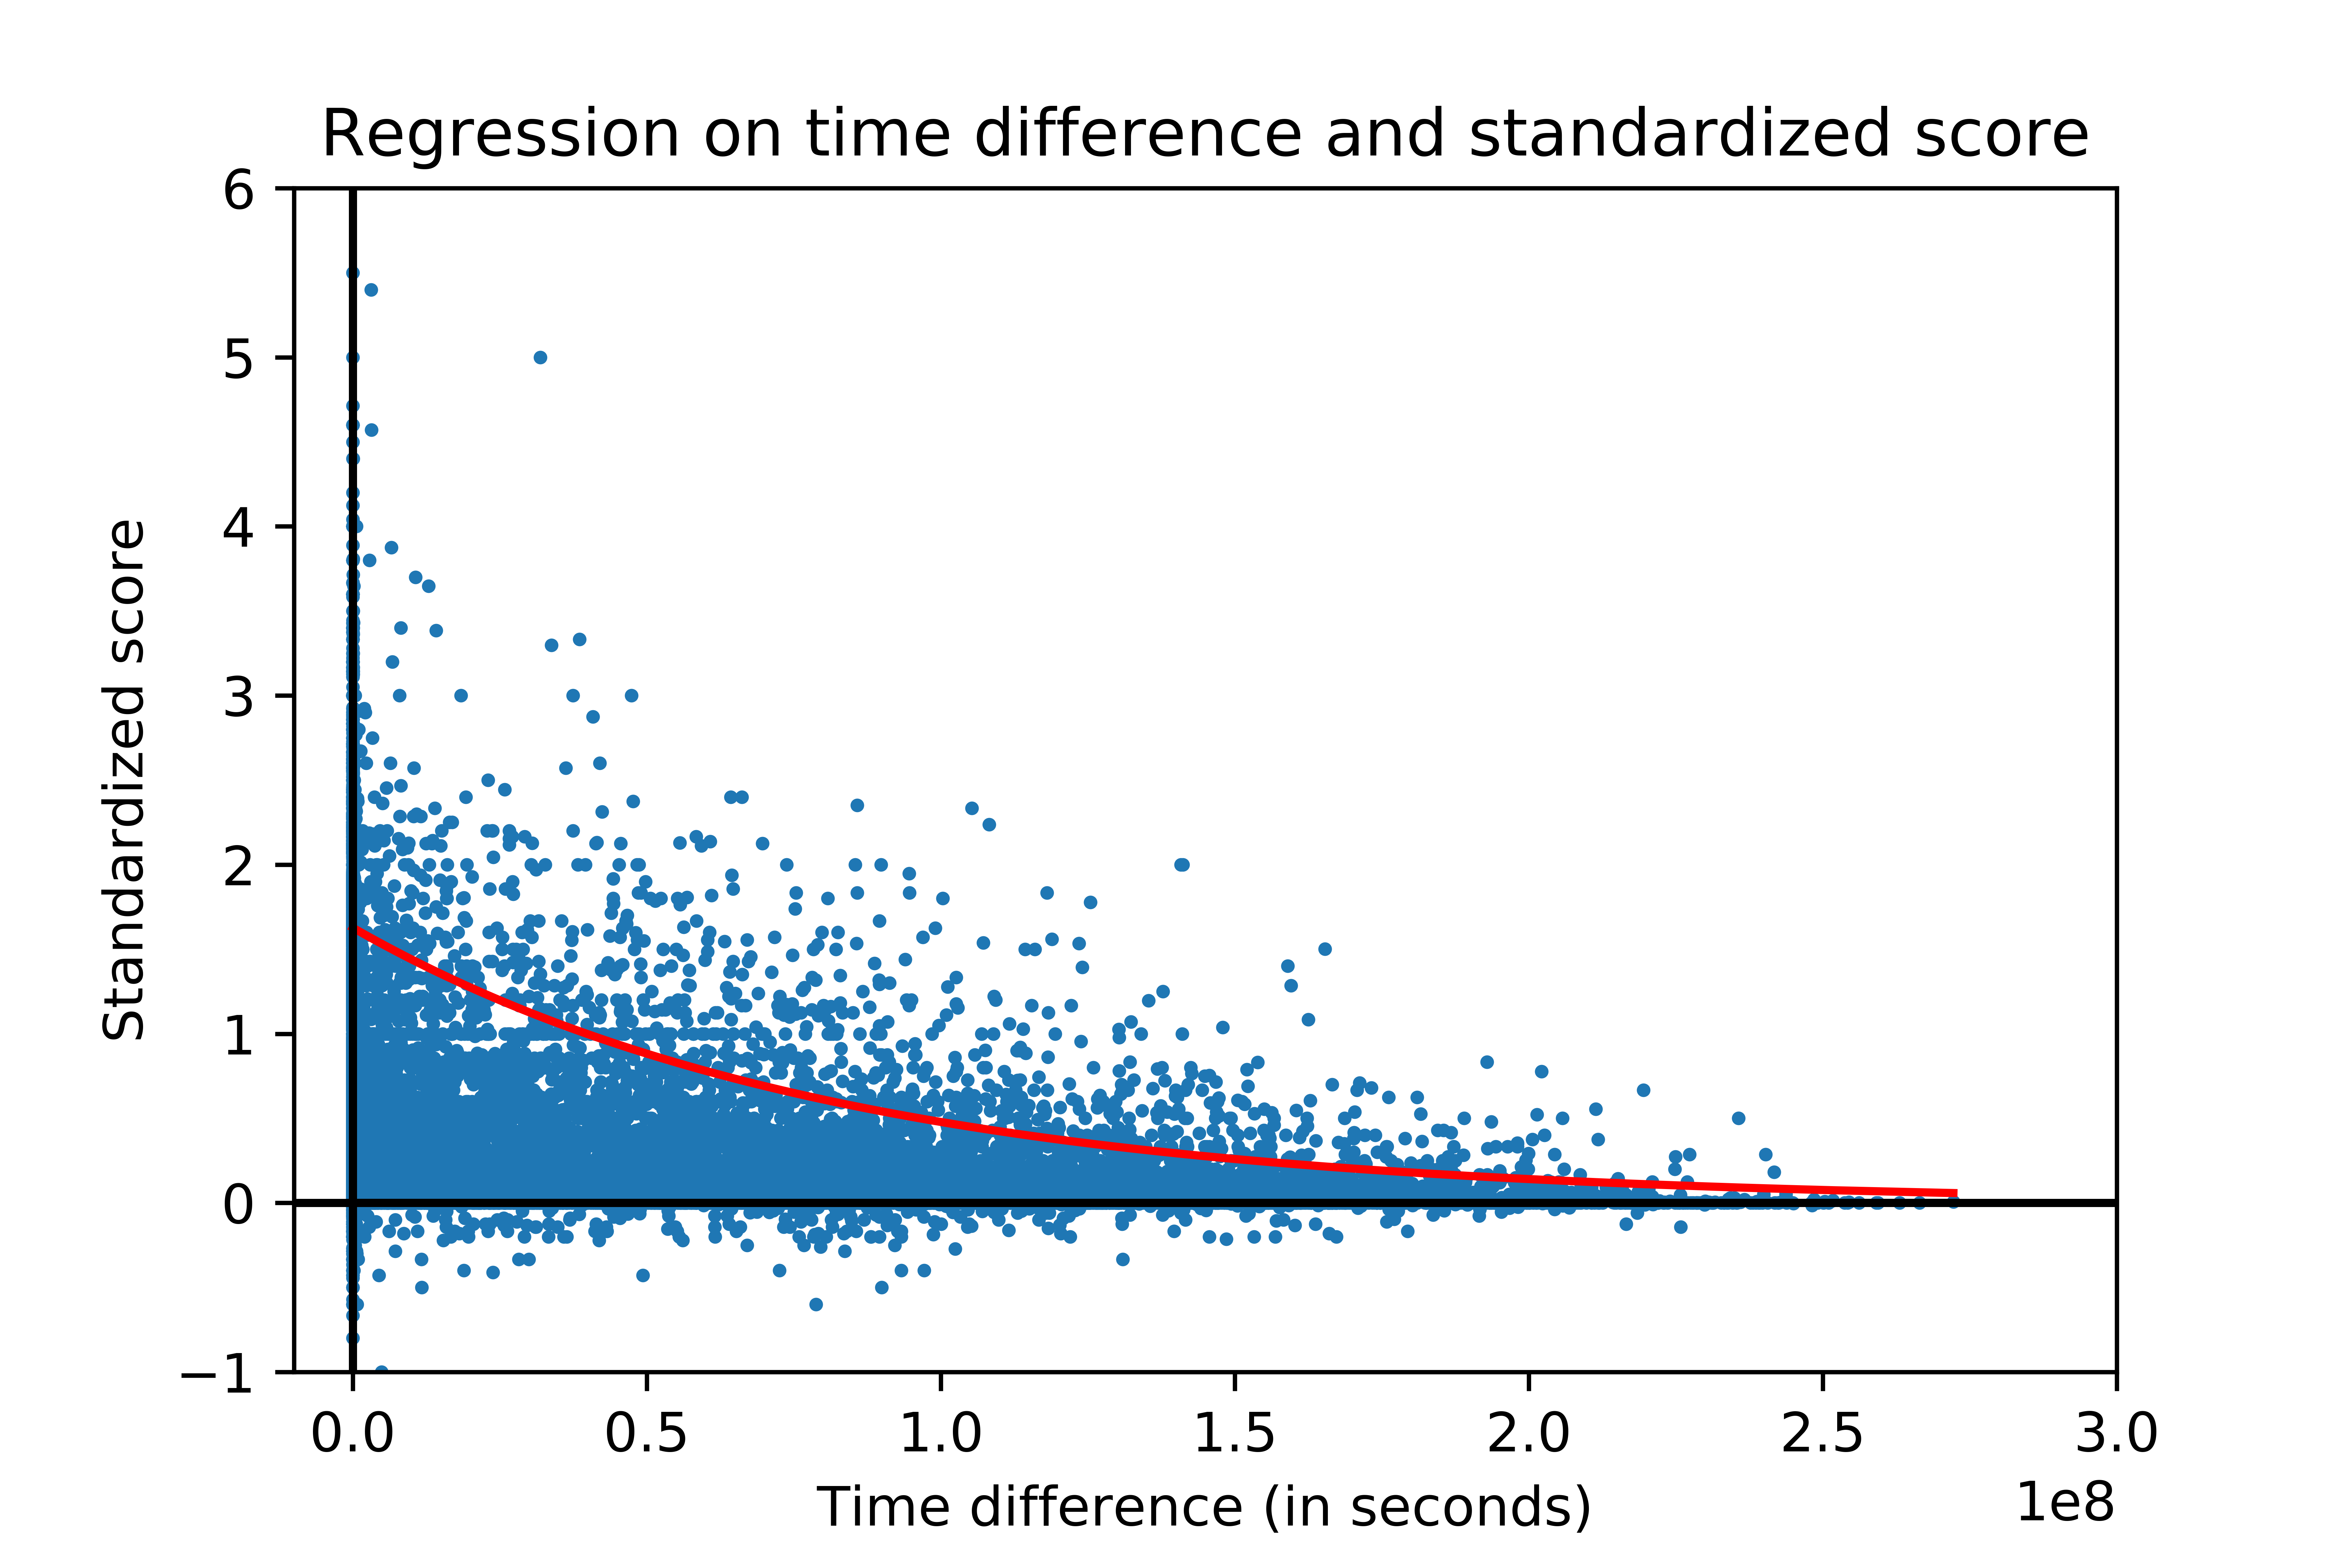 Regression on time difference and standardized score
6
5
4
3
2
1
0
−1
Standardized score
0.0 0.5 1.0 1.5 2.0 2.5 3.0
1e8
Time difference (in seconds)